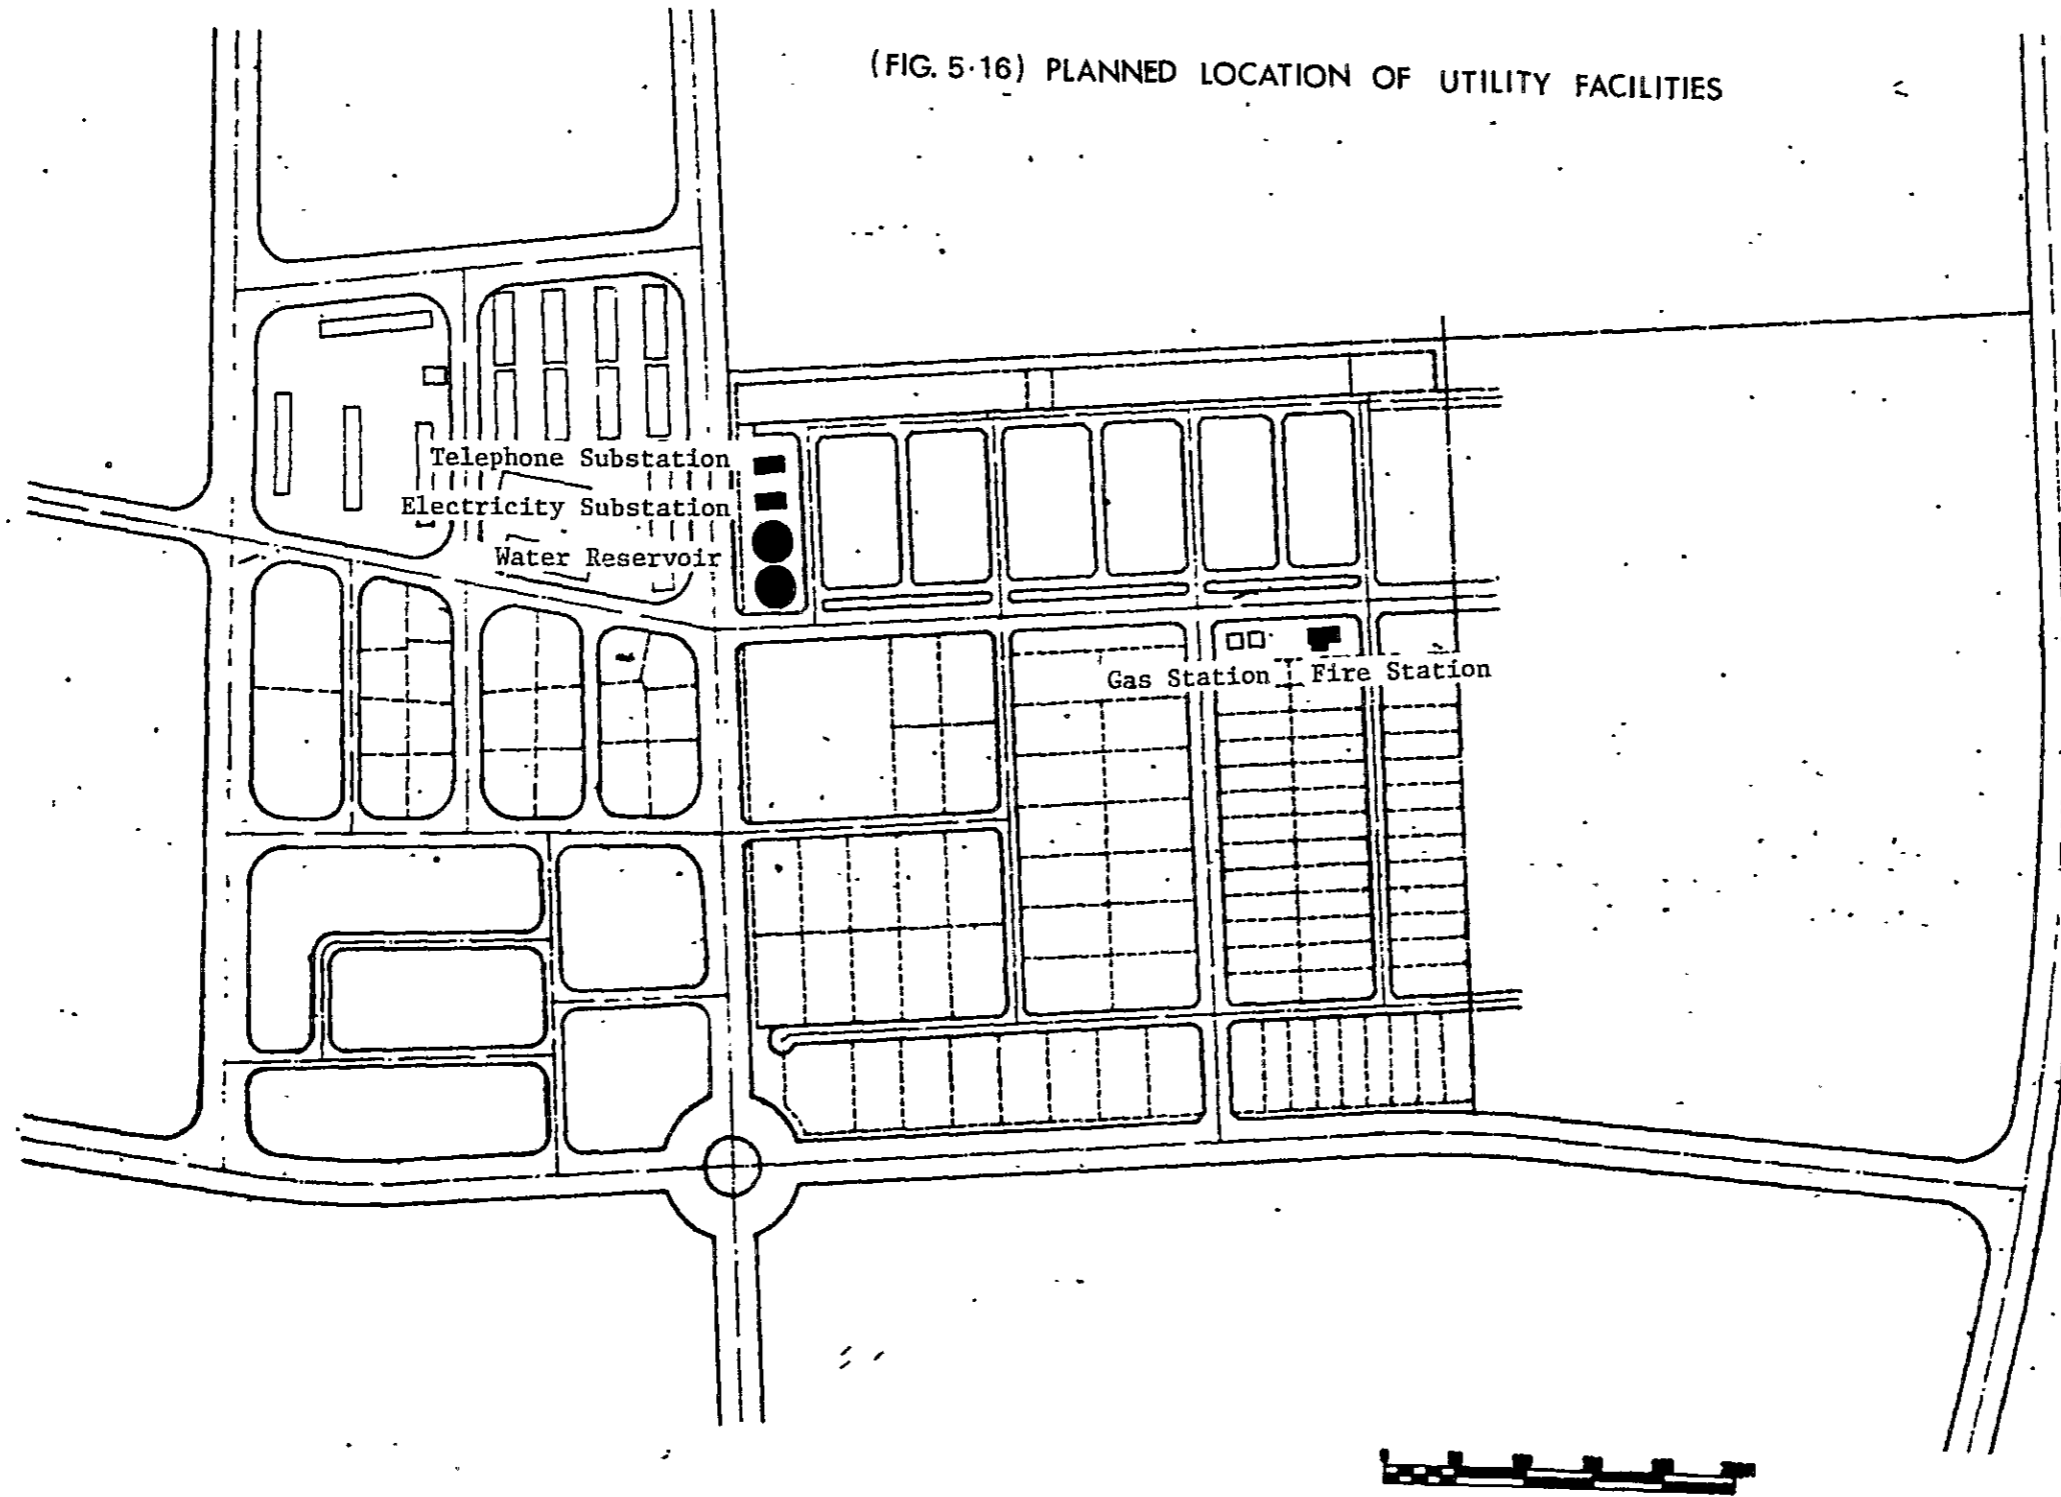 (FIG. 5·16) PLANNED LOCATION OF UTILITY FACILITIES
Telephone Substation
Electricity Substation
Water Reservoir
Gas Station
Fire Station